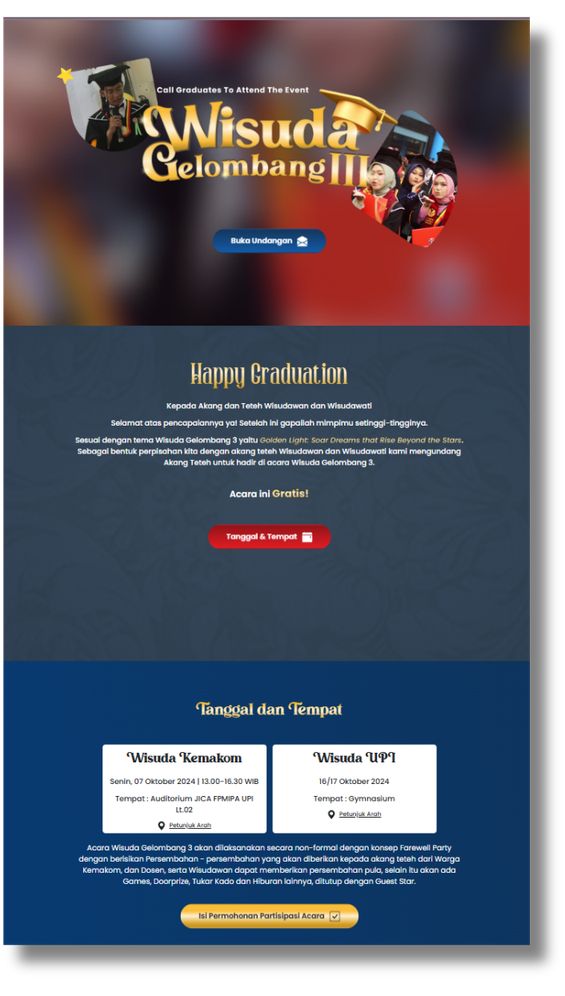 Call Graduates To Attend The Event
Wisuda
Gelombang III
Buka Undangan
Happy Graduation
Kepada Akang dan Teteh Wisudawan dan Wisudawati
Selamat atas pencapaiannya ya! Setelah ini gapailah mimpimu setinggi-tingginya.
Sesuai dengan tema Wisuda Gelombang 3 yaitu Golden Light: Soar Dreams that Rise Beyond the Stars.
Sebagai bentuk perpisahan kita dengan akang teteh Wisudawan dan Wisudawati kami mengundang
Akang Teteh untuk hadir di acara Wisuda Gelombang 3.
Acara ini Gratis!
Tanggal & Tempat
Tanggal dan Tempat
Wisuda Kemakom
Senin, 07 Oktober 2024 | 13.00-16.30 WIB
Tempat : Auditorium JICA FPMIPA UPI
Lt.02
Petunjuk Arah
Wisuda UPI
16/17 Oktober 2024
Tempat : Gymnasium
Petunjuk Arah
Acara Wisuda Gelombang 3 akan dilaksanakan secara non-formal dengan konsep Farewell Party
dengan berisikan Persembahan - persembahan yang akan diberikan kepada akang teteh dari Warga
Kemakom, dan Dosen, serta Wisudawan dapat memberikan persembahan pula, selain itu akan ada
Games, Doorprize, Tukar Kado dan Hiburan lainnya, ditutup dengan Guest Star.
Isi Permohonan Partisipasi Acara